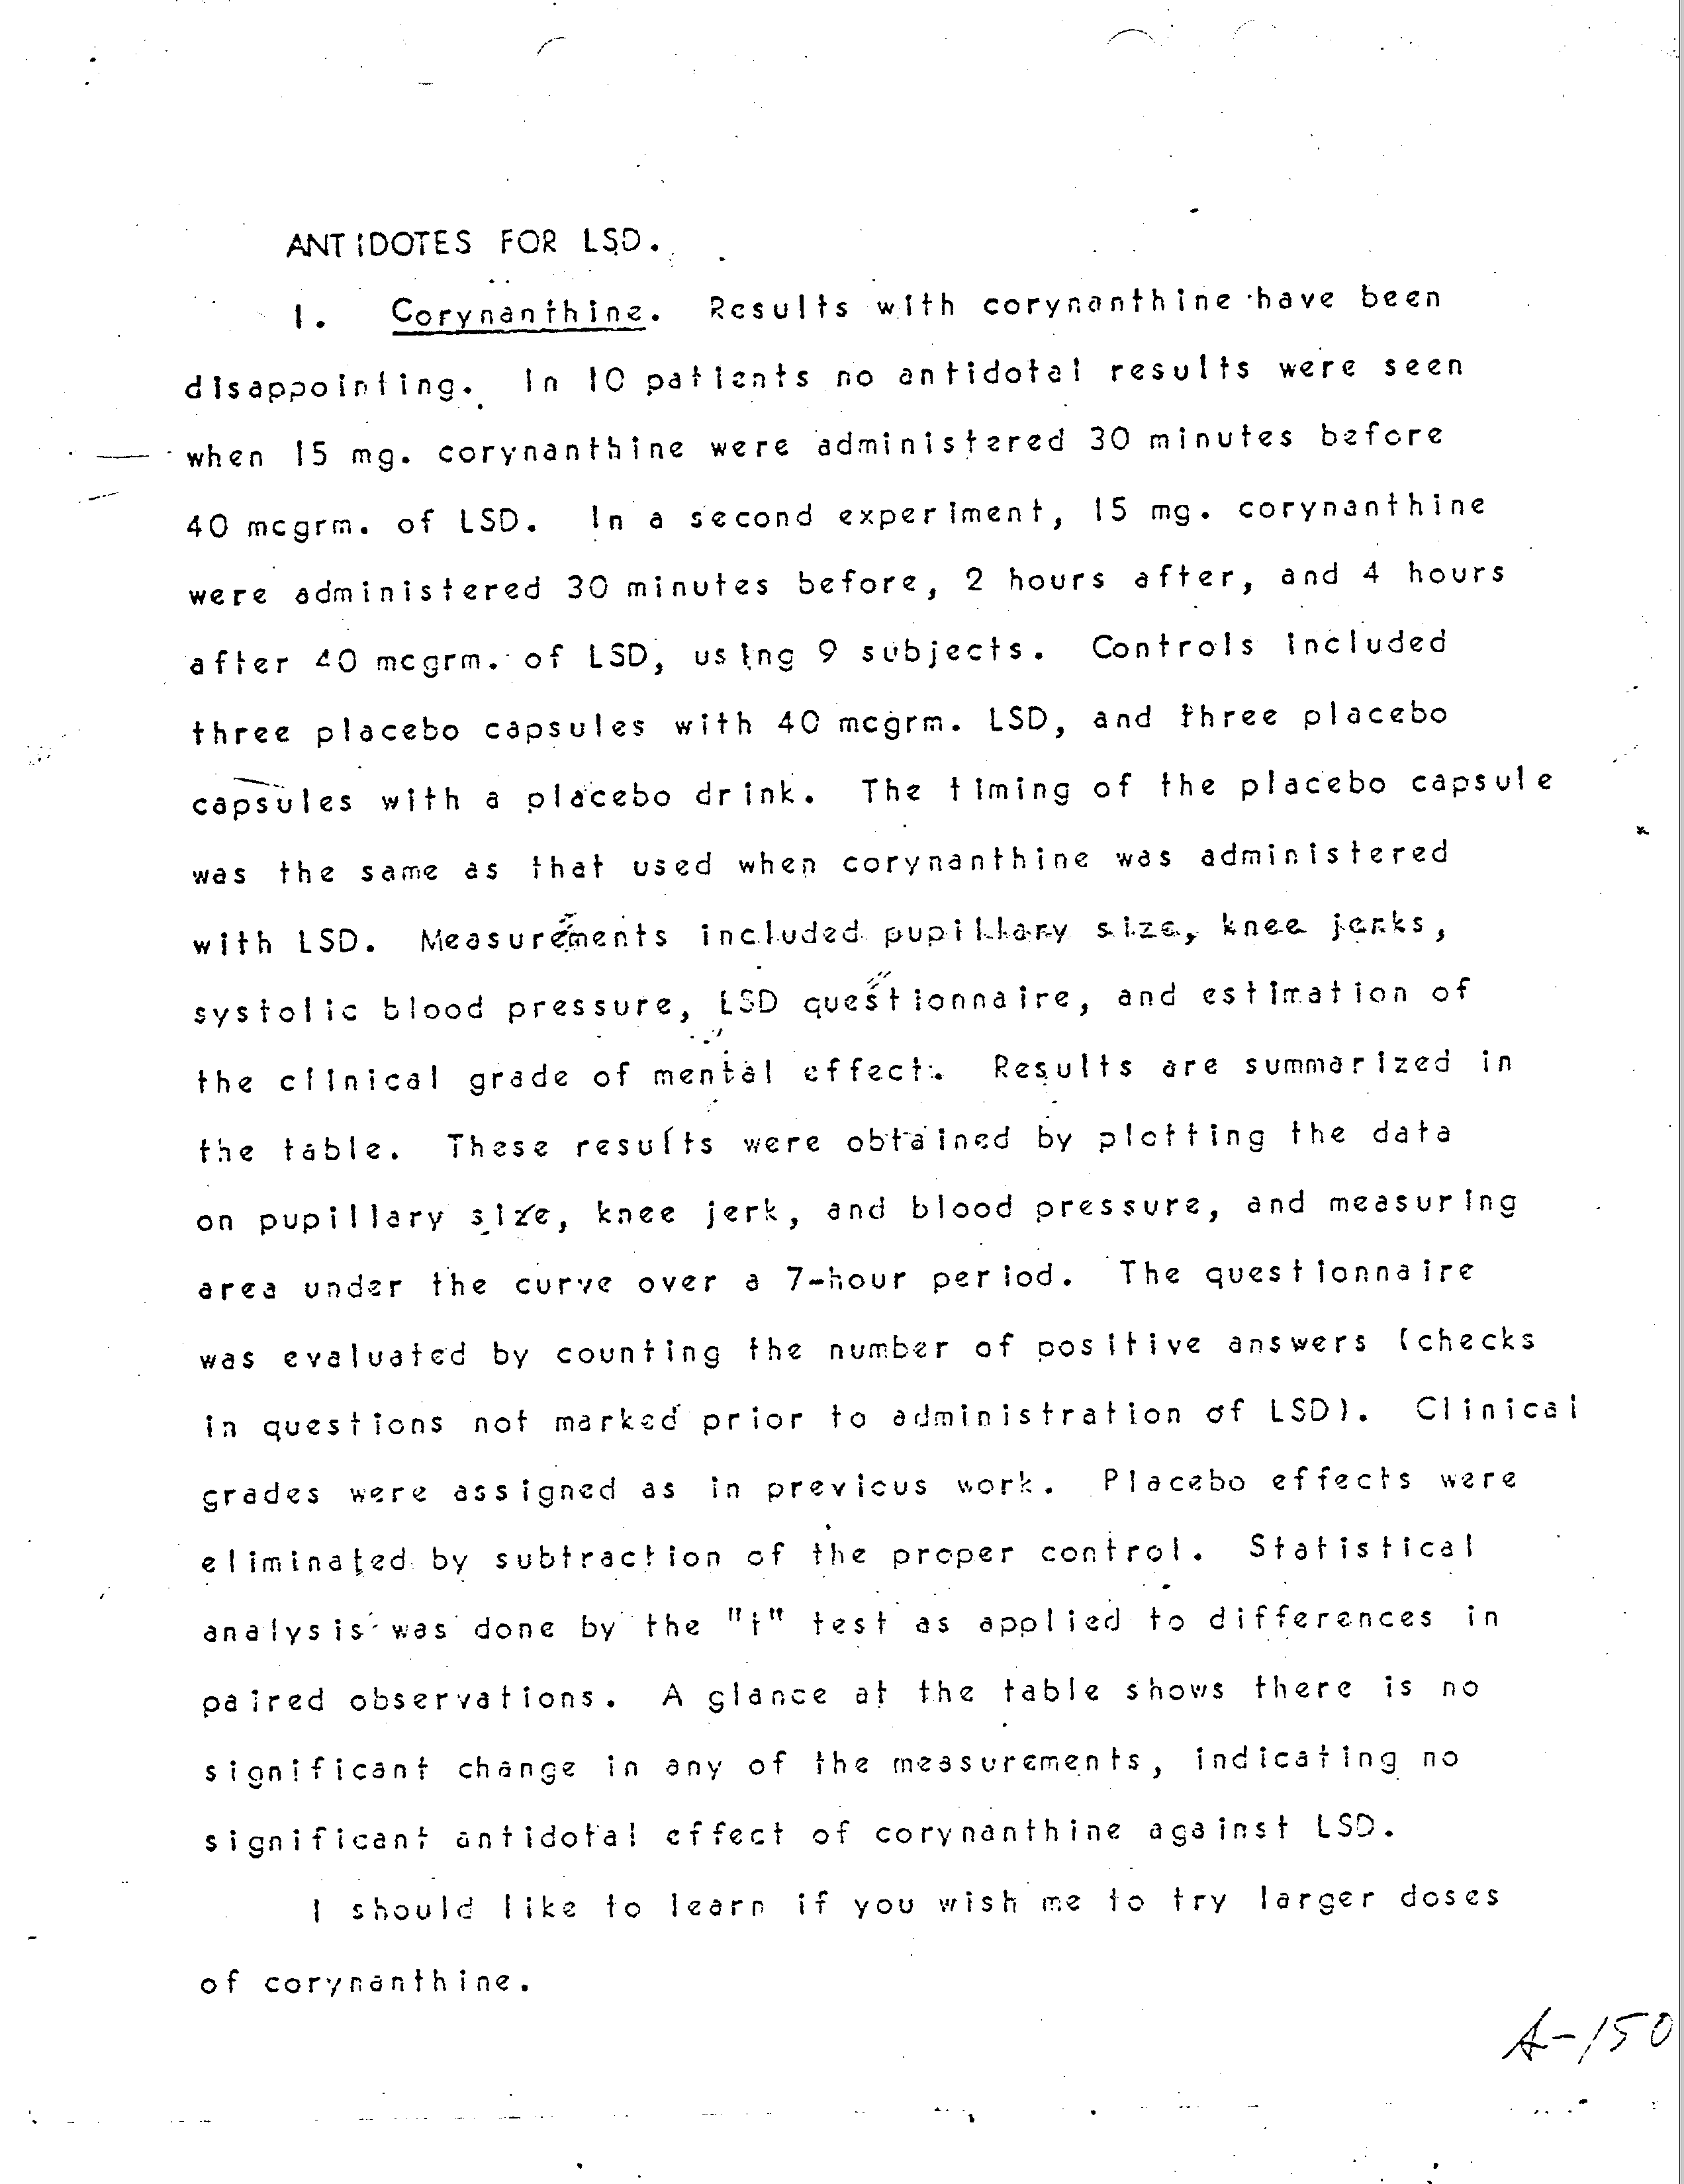 ANTIDOTES FOR LSD.
1. Corynanthine. Results with corynanthine have been
disappointing. In 10 patients no antidotal results were seen
when 15 mg. corynanthine were administered 30 minutes before
40 mcgrm. of LSD. In a second experiment, 15 mg. corynanthine
were administered 30 minutes before, 2 hours after, and 4 hours
after 40 mcgrm. of LSD, using 9 subjects. Controls included
three placebo capsules with 40 mcgrm. LSD, and three placebo
capsules with a placebo drink. The timing of the placebo capsule
was the same as that used when corynanthine was administered
with LSD. Measurements included pupillary size, knee jerks,
systolic blood pressure, LSD questionnaire, and estimation of
the clinical grade of mental effect. Results are summarized in
the table. These results were obtained by plotting the data
on pupillary size, knee jerk, and blood pressure, and measuring
area under the curve over a 7-hour period. The questionnaire
was evaluated by counting the number of positive answers (checks
in questions not marked prior to administration of LSD). Clinical
grades were assigned as in previous work. Placebo effects were
eliminated by subtraction of the proper control. Statistical
analysis was done by the "t" test as applied to differences in
paired observations. A glance at the table shows there is no
significant change in any of the measurements, indicating no
significant antidotal effect of corynanthine against LSD.
I should like to learn if you wish me to try larger doses
of corynanthine.
A-150